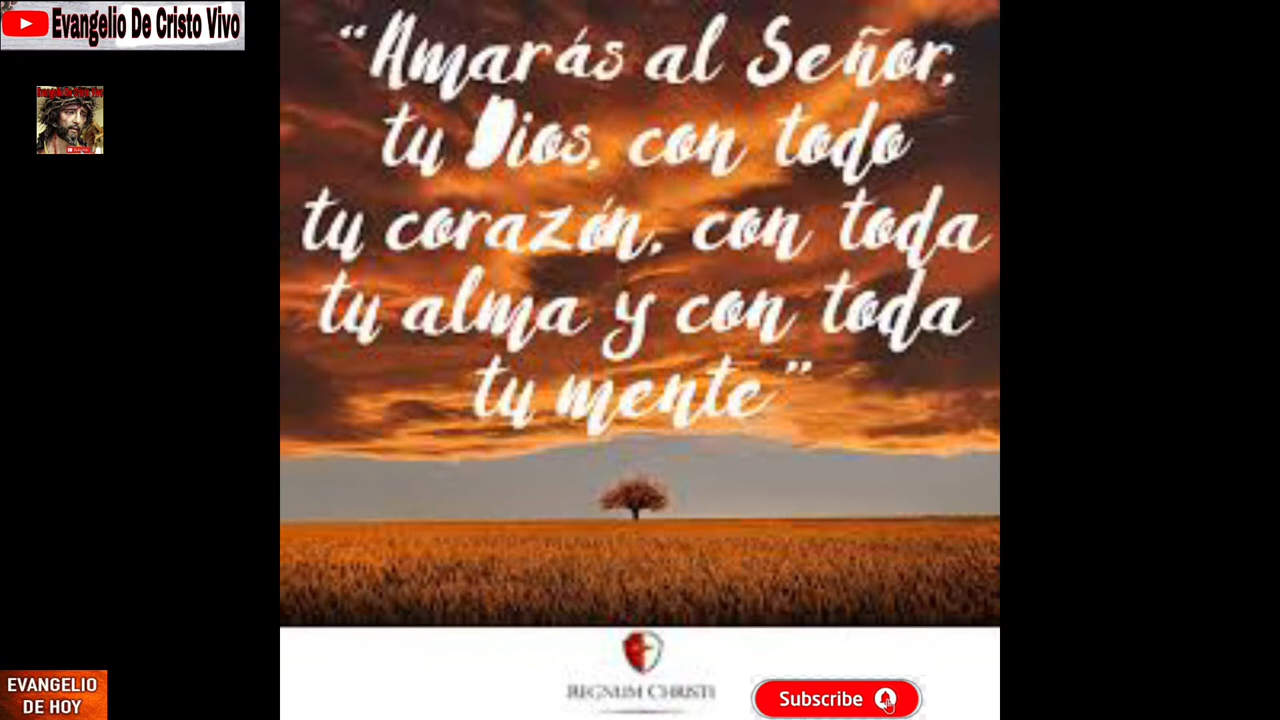 Evangelio De Cristo Vivo
“Amarás al Señor,
tu Dios, con todo
tu corazón, con toda
tu alma y con toda
tu mente”
REGNUM CHRISTI
Subscribe
EVANGELIO
DE HOY